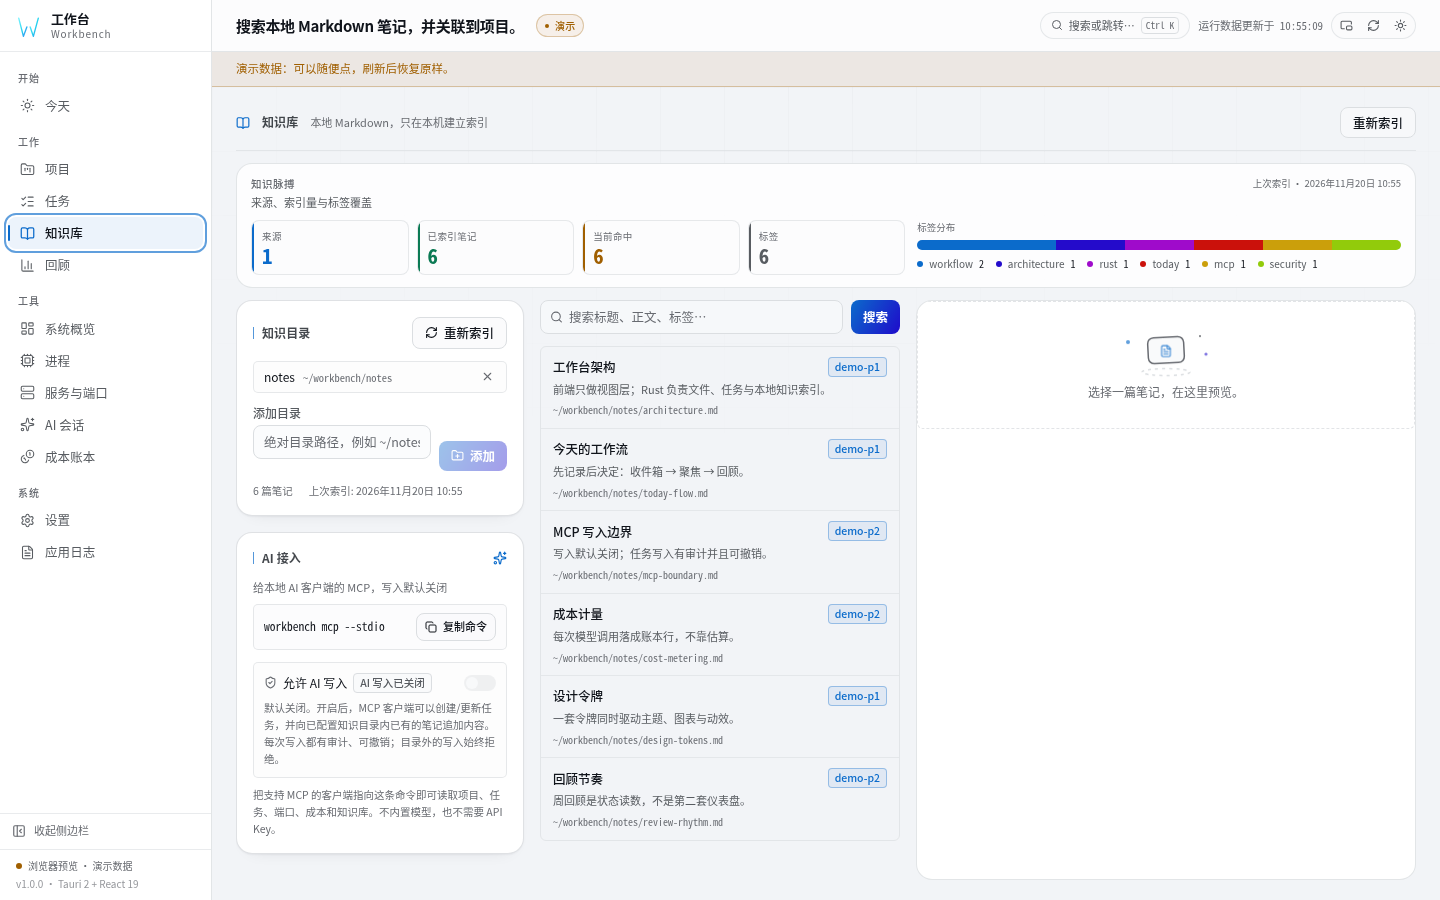 工作台
Workbench
开始
今天
工作
项目
任务
知识库
回顾
工具
系统概览
进程
服务与端口
AI 会话
成本账本
系统
设置
应用日志
收起侧边栏
浏览器预览 · 演示数据
v1.0.0 · Tauri 2 + React 19
搜索本地 Markdown 笔记，并关联到项目。
演示
搜索或跳转… Ctrl K
运行数据更新于 10:55:09
演示数据：可以随便点，刷新后恢复原样。
知识库 本地 Markdown，只在本机建立索引
重新索引
知识脉搏
来源、索引量与标签覆盖
上次索引 · 2026年11月20日 10:55
来源
1
已索引笔记
6
当前命中
6
标签
6
标签分布
workflow 2 architecture 1 rust 1 today 1 mcp 1 security 1
知识目录
重新索引
notes ~/workbench/notes
添加目录
绝对目录路径，例如 ~/notes
添加
6 篇笔记 上次索引: 2026年11月20日 10:55
AI 接入
给本地 AI 客户端的 MCP，写入默认关闭
workbench mcp --stdio
复制命令
允许 AI 写入 AI 写入已关闭
默认关闭。开启后，MCP 客户端可以创建/更新任
务，并向已配置知识目录内已有的笔记追加内容。
每次写入都有审计、可撤销；目录外的写入始终拒
绝。
把支持 MCP 的客户端指向这条命令即可读取项目、任
务、端口、成本和知识库。不内置模型，也不需要 API
Key。
搜索标题、正文、标签…
搜索
工作台架构 demo-p1
前端只做视图层；Rust 负责文件、任务与本地知识索引。
~/workbench/notes/architecture.md
今天的工作流 demo-p1
先记录后决定：收件箱 → 聚焦 → 回顾。
~/workbench/notes/today-flow.md
MCP 写入边界 demo-p2
写入默认关闭；任务写入有审计并且可撤销。
~/workbench/notes/mcp-boundary.md
成本计量 demo-p2
每次模型调用落成账本行，不靠估算。
~/workbench/notes/cost-metering.md
设计令牌 demo-p1
一套令牌同时驱动主题、图表与动效。
~/workbench/notes/design-tokens.md
回顾节奏 demo-p2
周回顾是状态读数，不是第二套仪表盘。
~/workbench/notes/review-rhythm.md
选择一篇笔记，在这里预览。